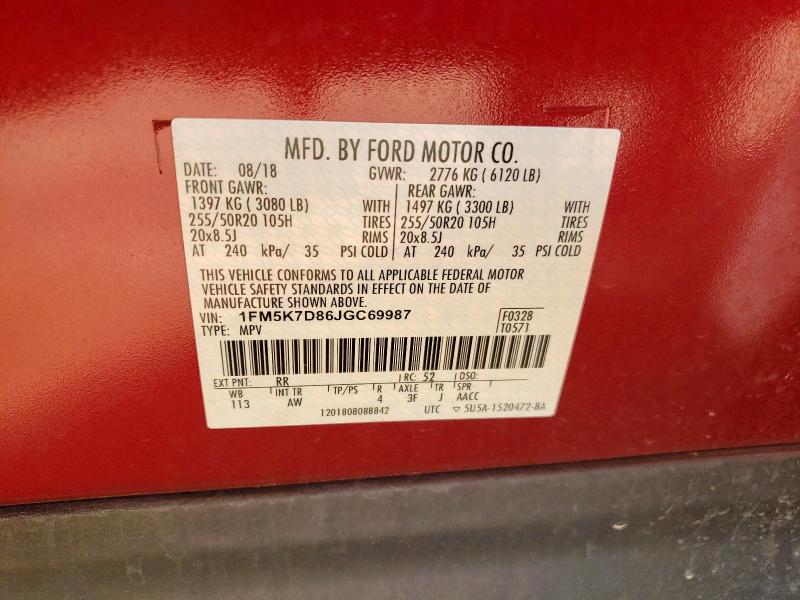 MFD. BY FORD MOTOR CO.
DATE: 08/18 GVWR: 2776 KG ( 6120 LB)
FRONT GAWR: REAR GAWR:
1397 KG ( 3080 LB) WITH 1497 KG ( 3300 LB) WITH
255/50R20 105H TIRES 255/50R20 105H TIRES
20x8.5J RIMS 20x8.5J RIMS
AT 240 kPa/ 35 PSI COLD AT 240 kPa/ 35 PSI COLD
THIS VEHICLE CONFORMS TO ALL APPLICABLE FEDERAL MOTOR
VEHICLE SAFETY STANDARDS IN EFFECT ON THE DATE OF
MANUFACTURE SHOWN ABOVE.
VIN: 1FM5K7D86JGC69987 F0328
TYPE: MPV T0571
EXT PNT: RR RC: 52 DSO:
WB INT TR TP/PS R AXLE TR SPR
113 AW 4 3F J AACC
1201808088842 UTC ▽ 5U5A-1520472-BA